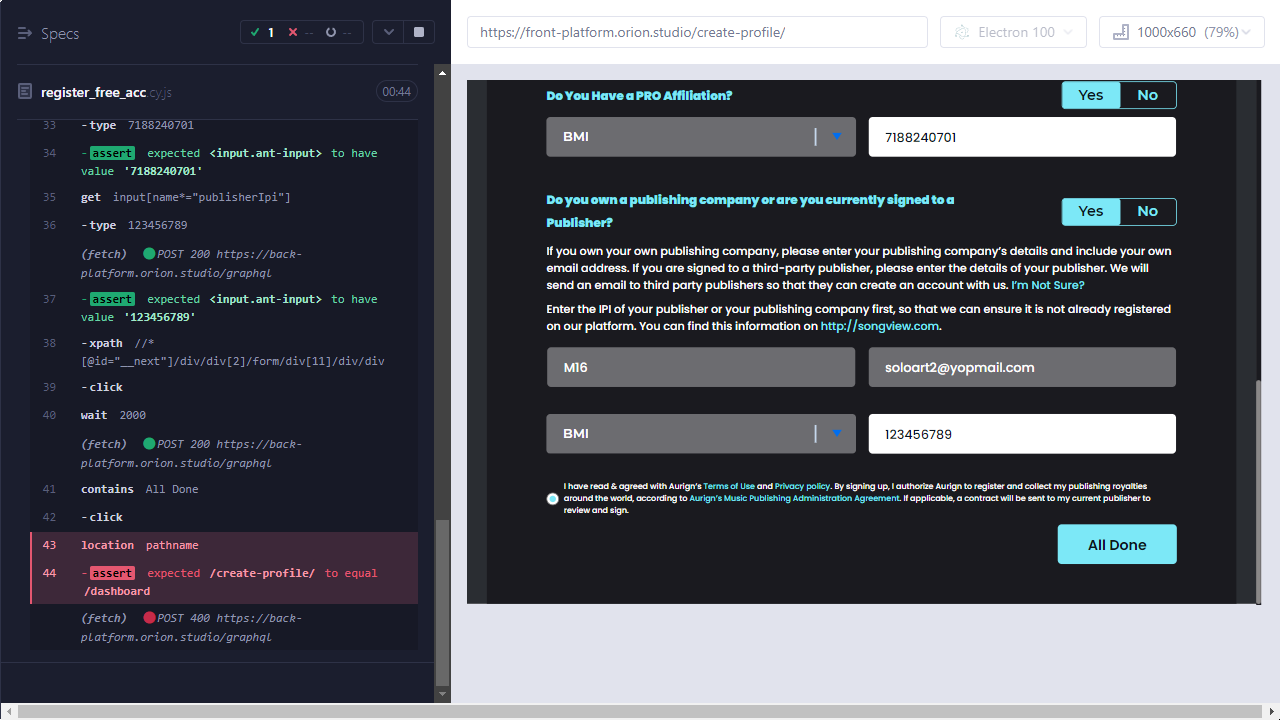 Specs
1
--
--
register_free_acc.cy.js
00:44
33 -type 7188240701
34 -assert expected <input.ant-input> to have
value '7188240701'
35 get input[name*="publisherIpi"]
36 -type 123456789
(fetch) POST 200 https://back-
platform.orion.studio/graphql
37 -assert expected <input.ant-input> to have
value '123456789'
38 -xpath //*
[@id="__next"]/div/div[2]/form/div[11]/div/div
39 -click
40 wait 2000
(fetch) POST 200 https://back-
platform.orion.studio/graphql
41 contains All Done
42 -click
43 location pathname
44 -assert expected /create-profile/ to equal
/dashboard
(fetch) POST 400 https://back-
platform.orion.studio/graphql
https://front-platform.orion.studio/create-profile/
Electron 100
1000x660 (79%)
Do You Have a PRO Affiliation?
Yes No
BMI
7188240701
Do you own a publishing company or are you currently signed to a
Publisher?
Yes No
If you own your own publishing company, please enter your publishing company's details and include your own
email address. If you are signed to a third-party publisher, please enter the details of your publisher. We will
send an email to third party publishers so that they can create an account with us. I'm Not Sure?
Enter the IPI of your publisher or your publishing company first, so that we can ensure it is not already registered
on our platform. You can find this information on http://songview.com.
M16
soloart2@yopmail.com
BMI
123456789
I have read & agreed with Aurign's Terms of Use and Privacy policy. By signing up, I authorize Aurign to register and collect my publishing royalties
around the world, according to Aurign's Music Publishing Administration Agreement. If applicable, a contract will be sent to my current publisher to
review and sign.
All Done